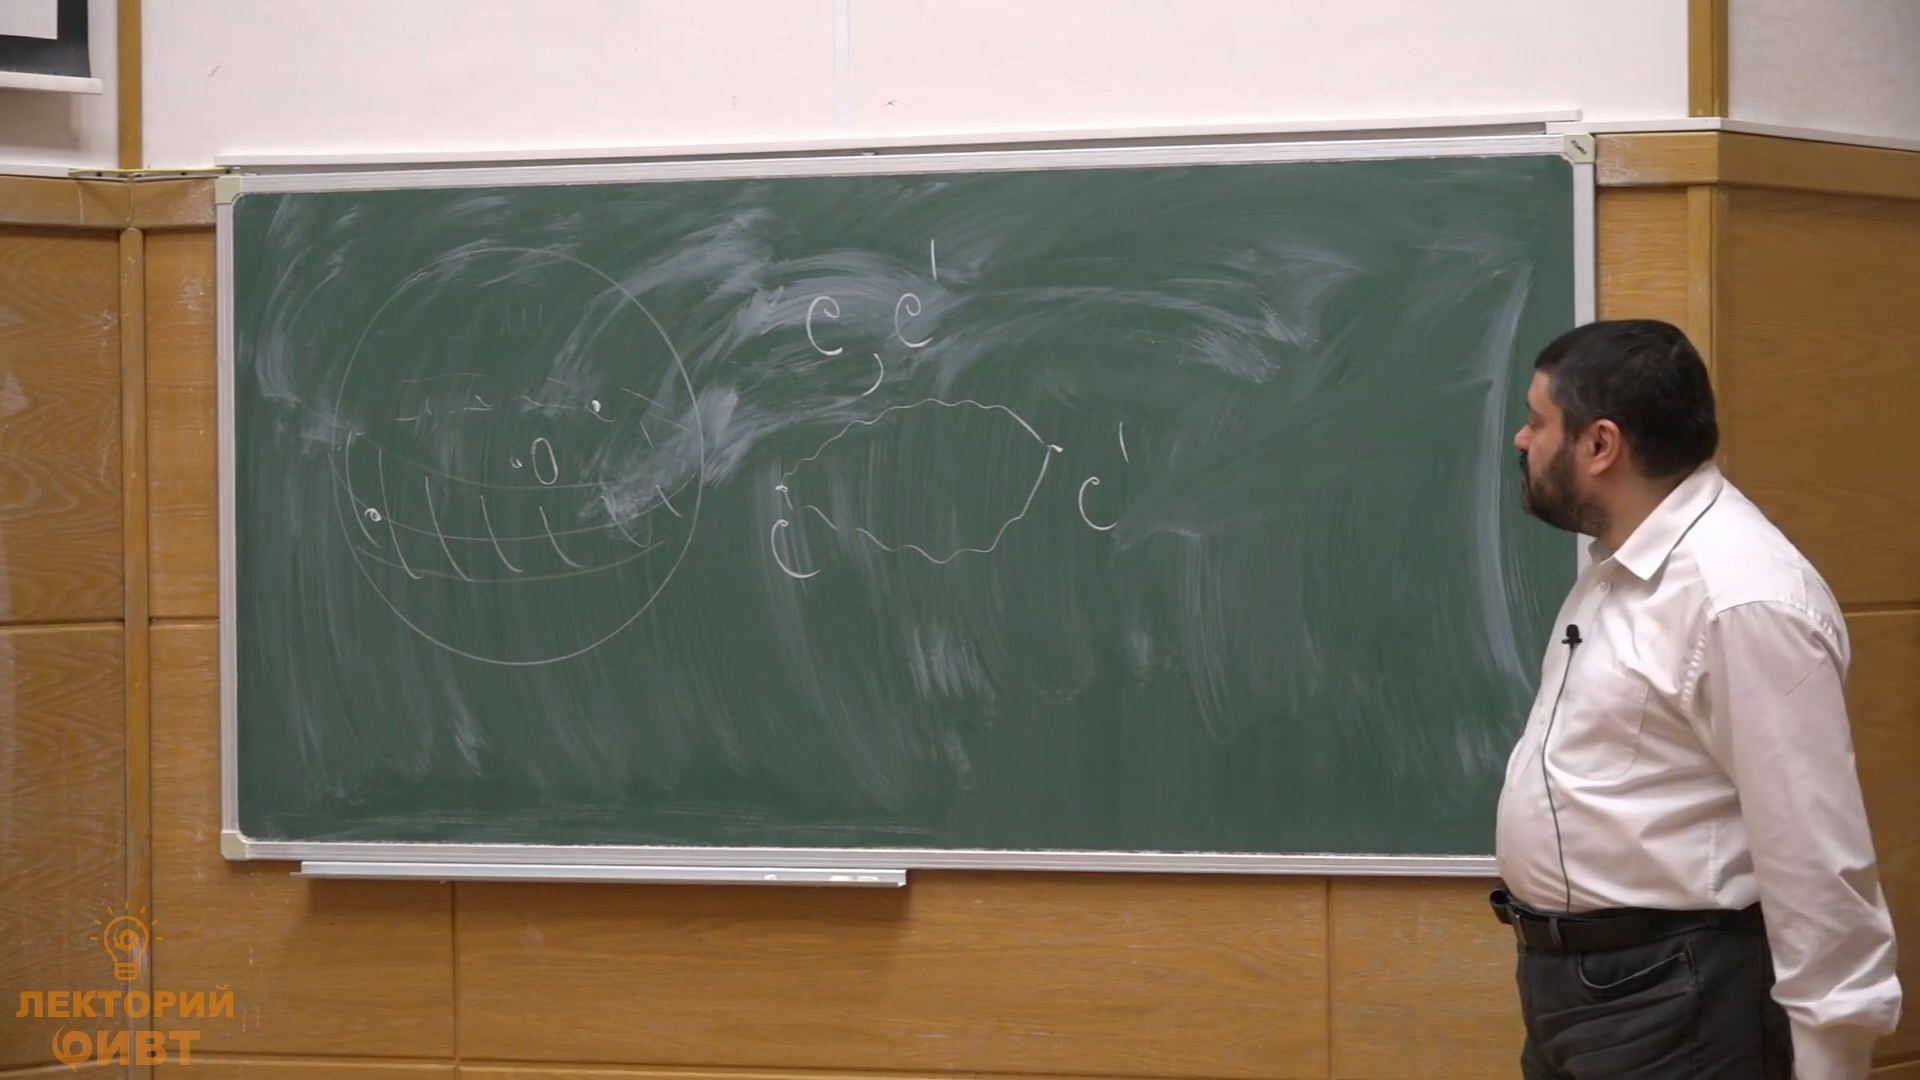 C, C'
O
C
C'
ЛЕКТОРИЙ
ФИВТ